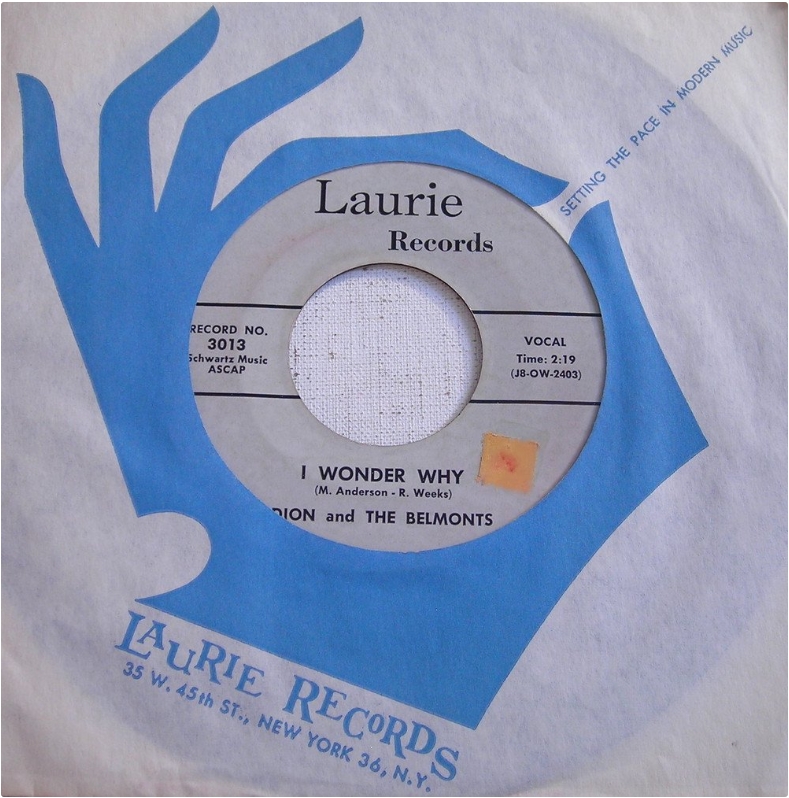 SETTING THE PACE IN MODERN MUSIC
Laurie
Records
RECORD NO.
3013
Schwartz Music
ASCAP
VOCAL
Time: 2:19
(J8-OW-2403)
I WONDER WHY
(M. Anderson - R. Weeks)
DION and THE BELMONTS
LAURIE RECORDS
35 W. 45th ST., NEW YORK 36, N.Y.